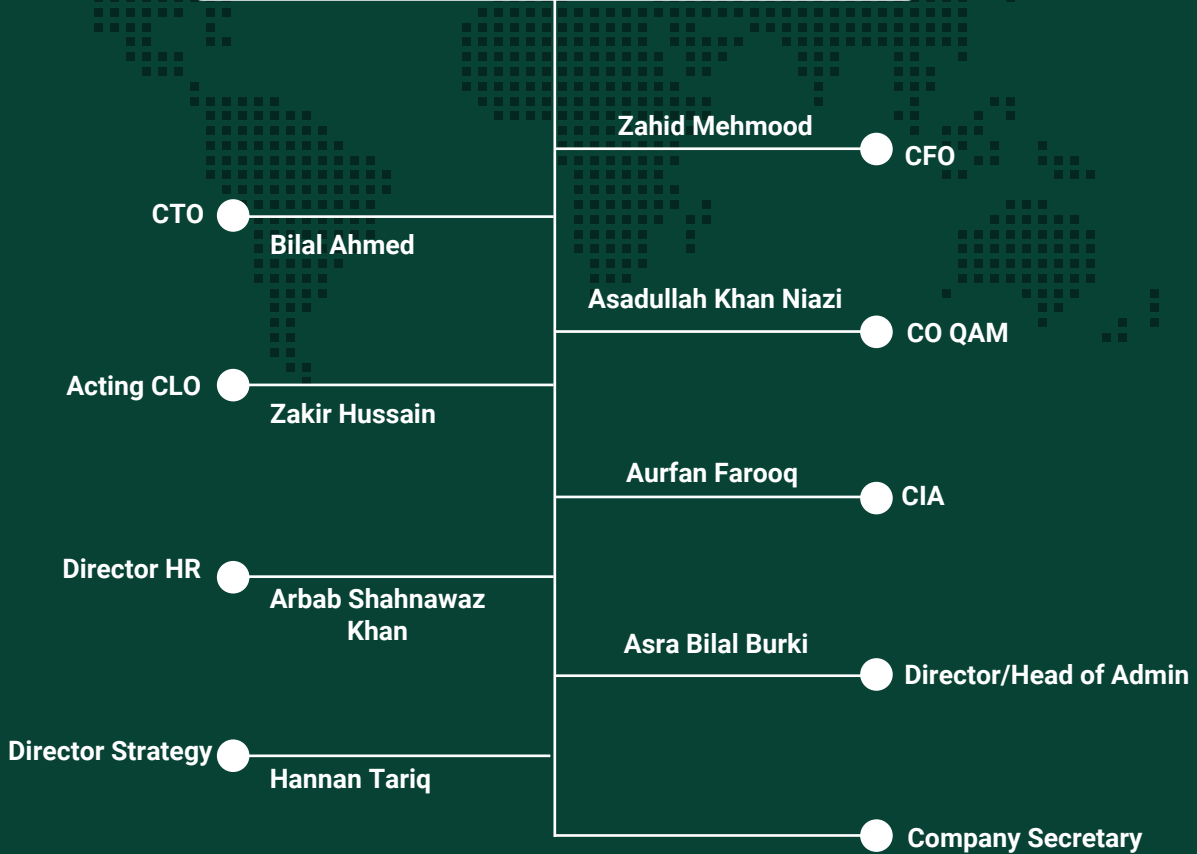 Zahid Mehmood
CFO
CTO
Bilal Ahmed
Asadullah Khan Niazi
CO QAM
Acting CLO
Zakir Hussain
Aurfan Farooq
CIA
Director HR
Arbab Shahnawaz
Khan
Asra Bilal Burki
Director/Head of Admin
Director Strategy
Hannan Tariq
Company Secretary